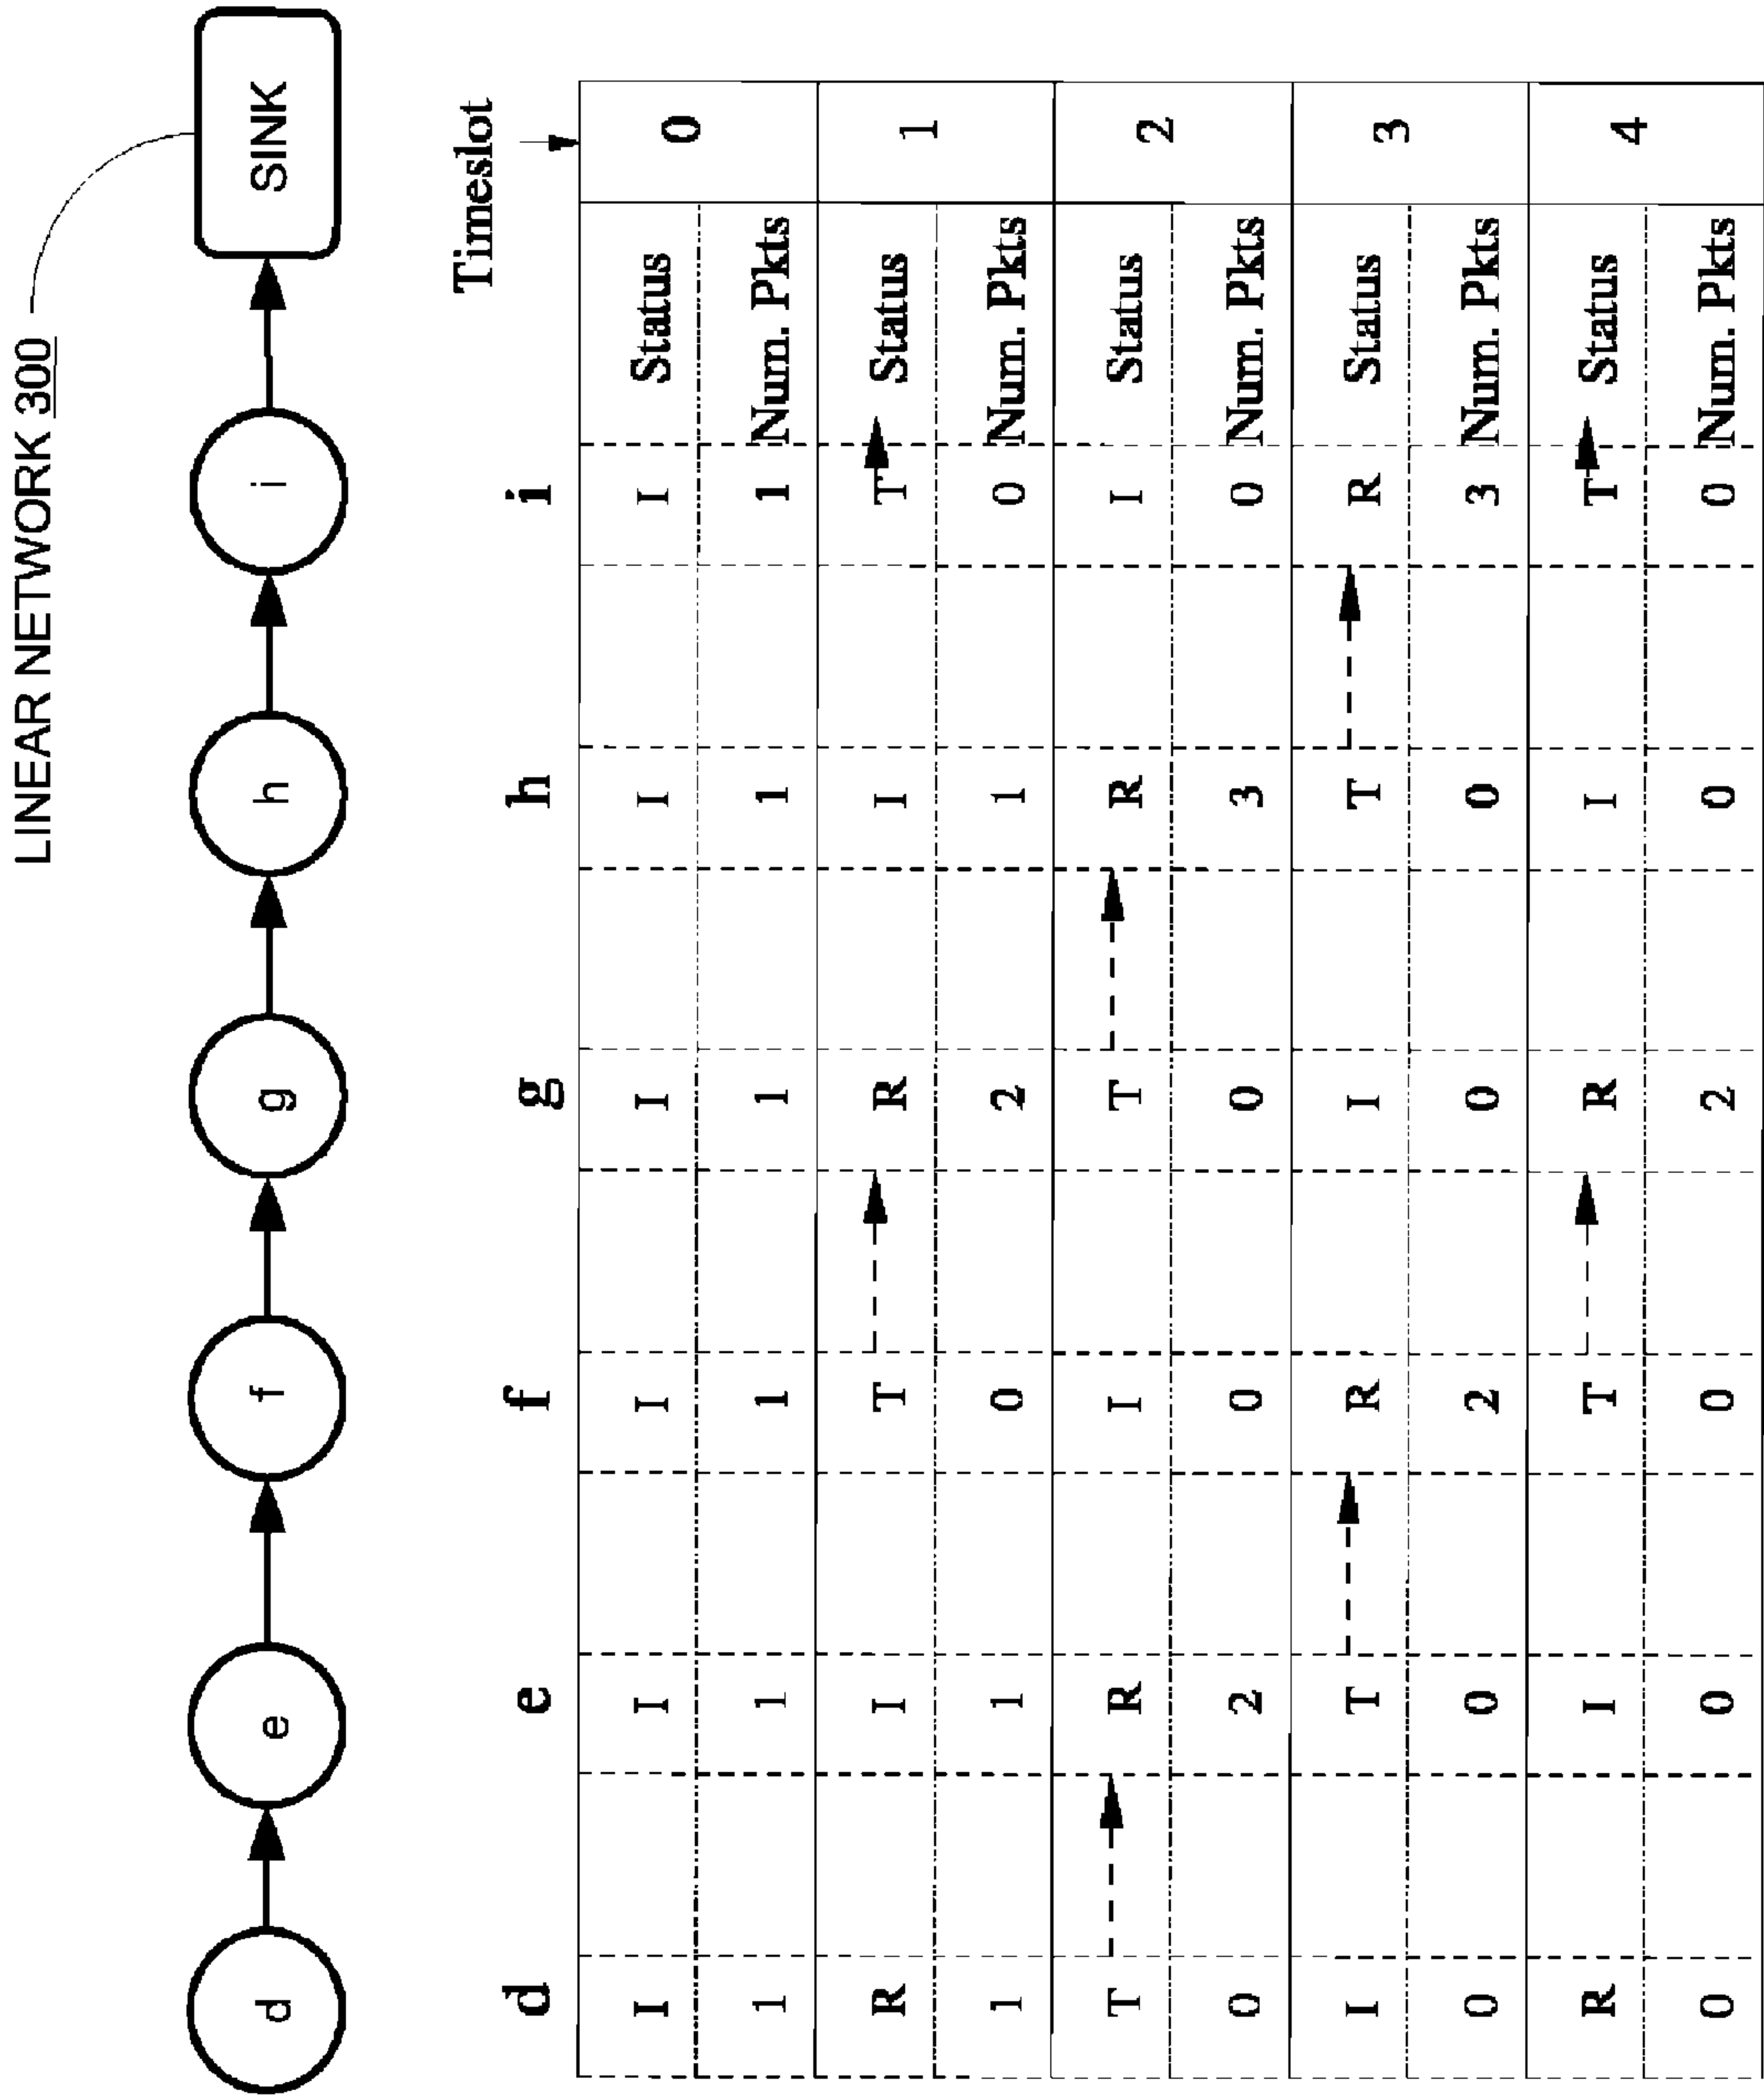 LINEAR NETWORK 300
d e f g h i SINK
Timeslot
d e f g h i
I I I I I I Status 0
1 1 1 1 1 1 Num. Pkts
R I T R I T Status 1
1 1 0 2 1 0 Num. Pkts
T R I T R I Status 2
0 2 0 0 3 0 Num. Pkts
I T R I T R Status 3
0 0 2 0 0 3 Num. Pkts
R I T R I T Status 4
0 0 0 2 0 0 Num. Pkts